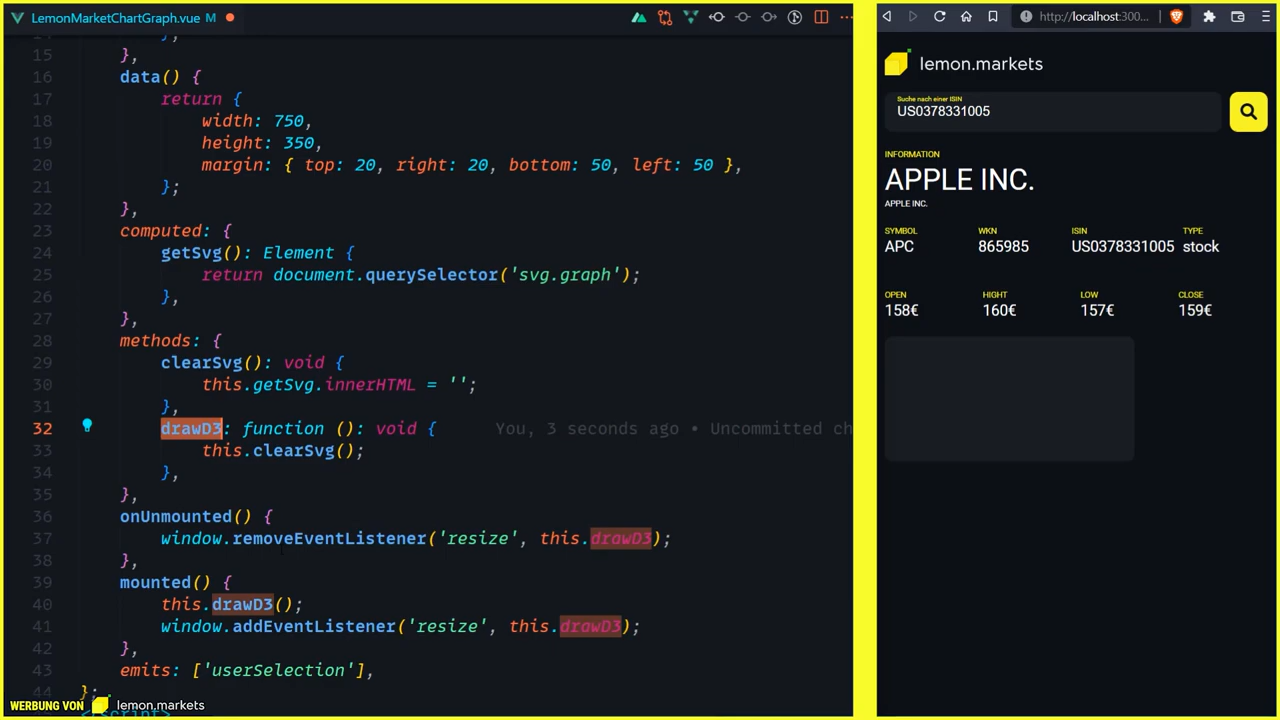 LemonMarketChartGraph.vue M
14 },
15 },
16 data() {
17 return {
18 width: 750,
19 height: 350,
20 margin: { top: 20, right: 20, bottom: 50, left: 50 },
21 };
22 },
23 computed: {
24 getSvg(): Element {
25 return document.querySelector('svg.graph');
26 },
27 },
28 methods: {
29 clearSvg(): void {
30 this.getSvg.innerHTML = '';
31 },
32 drawD3: function (): void { You, 3 seconds ago • Uncommitted ch
33 this.clearSvg();
34 },
35 },
36 onUnmounted() {
37 window.removeEventListener('resize', this.drawD3);
38 },
39 mounted() {
40 this.drawD3();
41 window.addEventListener('resize', this.drawD3);
42 },
43 emits: ['userSelection'],
44 };
</script>
WERBUNG VON lemon.markets
http://localhost:300...
lemon.markets
Suche nach einer ISIN
US0378331005
INFORMATION
APPLE INC.
APPLE INC.
SYMBOL WKN ISIN TYPE
APC 865985 US0378331005 stock
OPEN HIGHT LOW CLOSE
158€ 160€ 157€ 159€